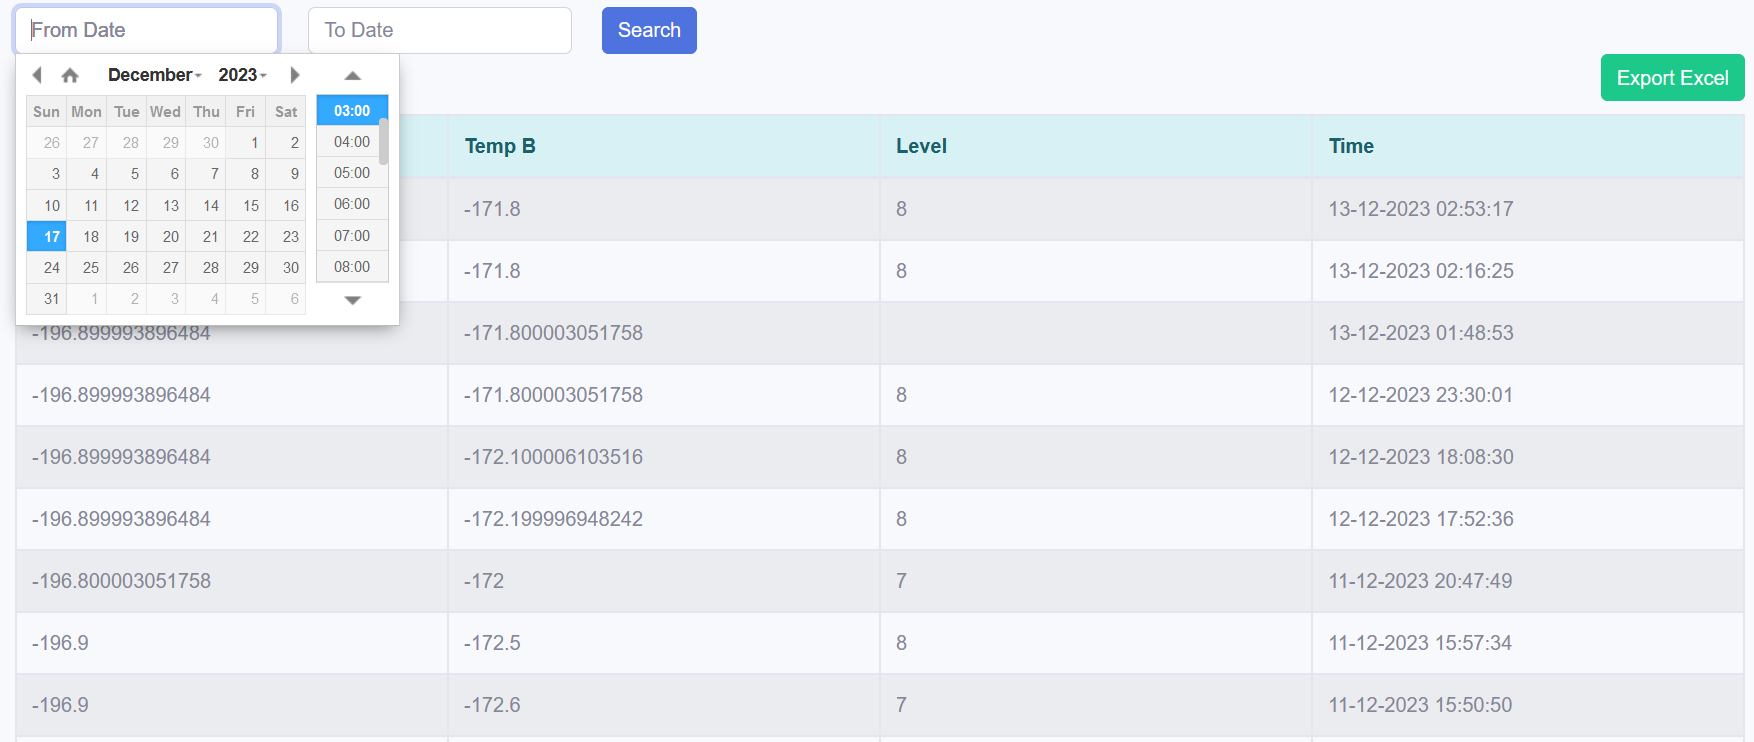 From Date To Date Search
Export Excel
December 2023
Sun Mon Tue Wed Thu Fri Sat
26 27 28 29 30 1 2
3 4 5 6 7 8 9
10 11 12 13 14 15 16
17 18 19 20 21 22 23
24 25 26 27 28 29 30
31 1 2 3 4 5 6
03:00
04:00
05:00
06:00
07:00
08:00
Temp B Level Time
-171.8 8 13-12-2023 02:53:17
-171.8 8 13-12-2023 02:16:25
-196.899993896484 -171.800003051758 13-12-2023 01:48:53
-196.899993896484 -171.800003051758 8 12-12-2023 23:30:01
-196.899993896484 -172.100006103516 8 12-12-2023 18:08:30
-196.899993896484 -172.199996948242 8 12-12-2023 17:52:36
-196.800003051758 -172 7 11-12-2023 20:47:49
-196.9 -172.5 8 11-12-2023 15:57:34
-196.9 -172.6 7 11-12-2023 15:50:50